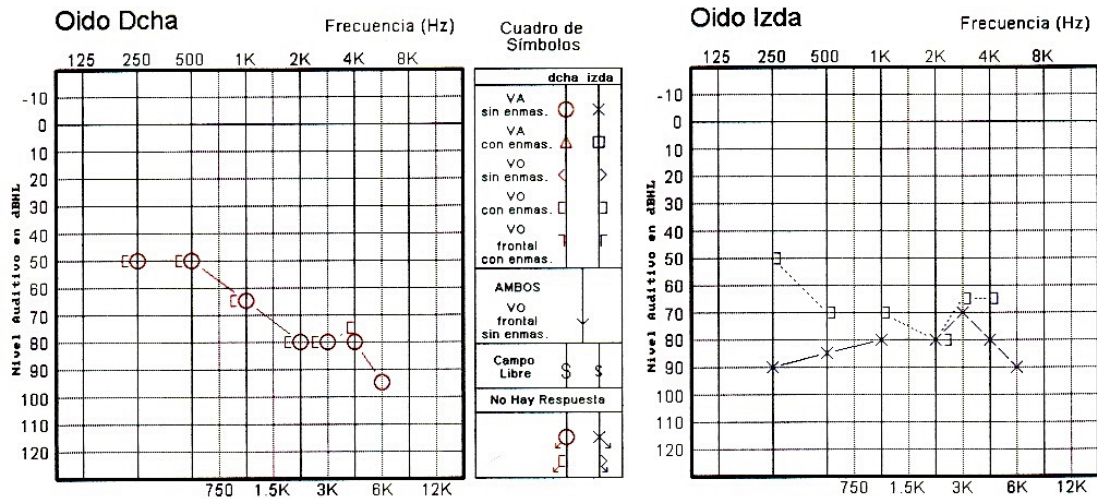 Oido Dcha
Frecuencia (Hz)
125 250 500 1K 2K 4K 8K
Nivel Auditivo en dBHL
-10
0
10
20
30
40
50
60
70
80
90
100
110
120
750 1.5K 3K 6K 12K
Cuadro de
Símbolos
dcha izda
VA
sin enmas.
VA
con enmas.
VO
sin enmas.
VO
con enmas.
VO
frontal
con enmas.
AMBOS
VO
frontal
sin enmas.
Campo
Libre
S s
No Hay Respuesta
Oido Izda
Frecuencia (Hz)
125 250 500 1K 2K 4K 8K
Nivel Auditivo en dBHL
-10
0
10
20
30
40
50
60
70
80
90
100
110
120
750 1.5K 3K 6K 12K